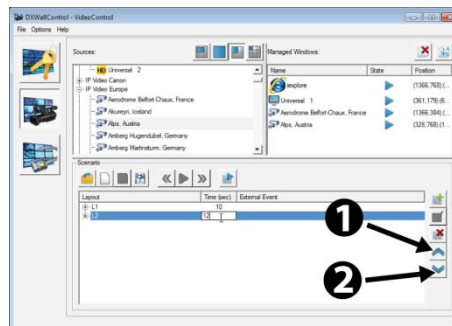 DXWallControl - VideoControl
File Options Help
Sources:
Managed Windows:
HD Universal 2
IP Video Canon
IP Video Europe
Aerodrome Belfort-Chaux, France
Akureyri, Iceland
Alps, Austria
Amberg Hugendubel, Germany
Amberg Martinsturm, Germany
Name State Position
iexplore (1366,768) (...
Universal 1 (361,179) (6...
Aerodrome Belfort-Chaux, France (1366,384) (...
Alps, Austria (328,768) (1...
Scenario
Layout Time (sec) External Event
L1 10
L2 12
1
2